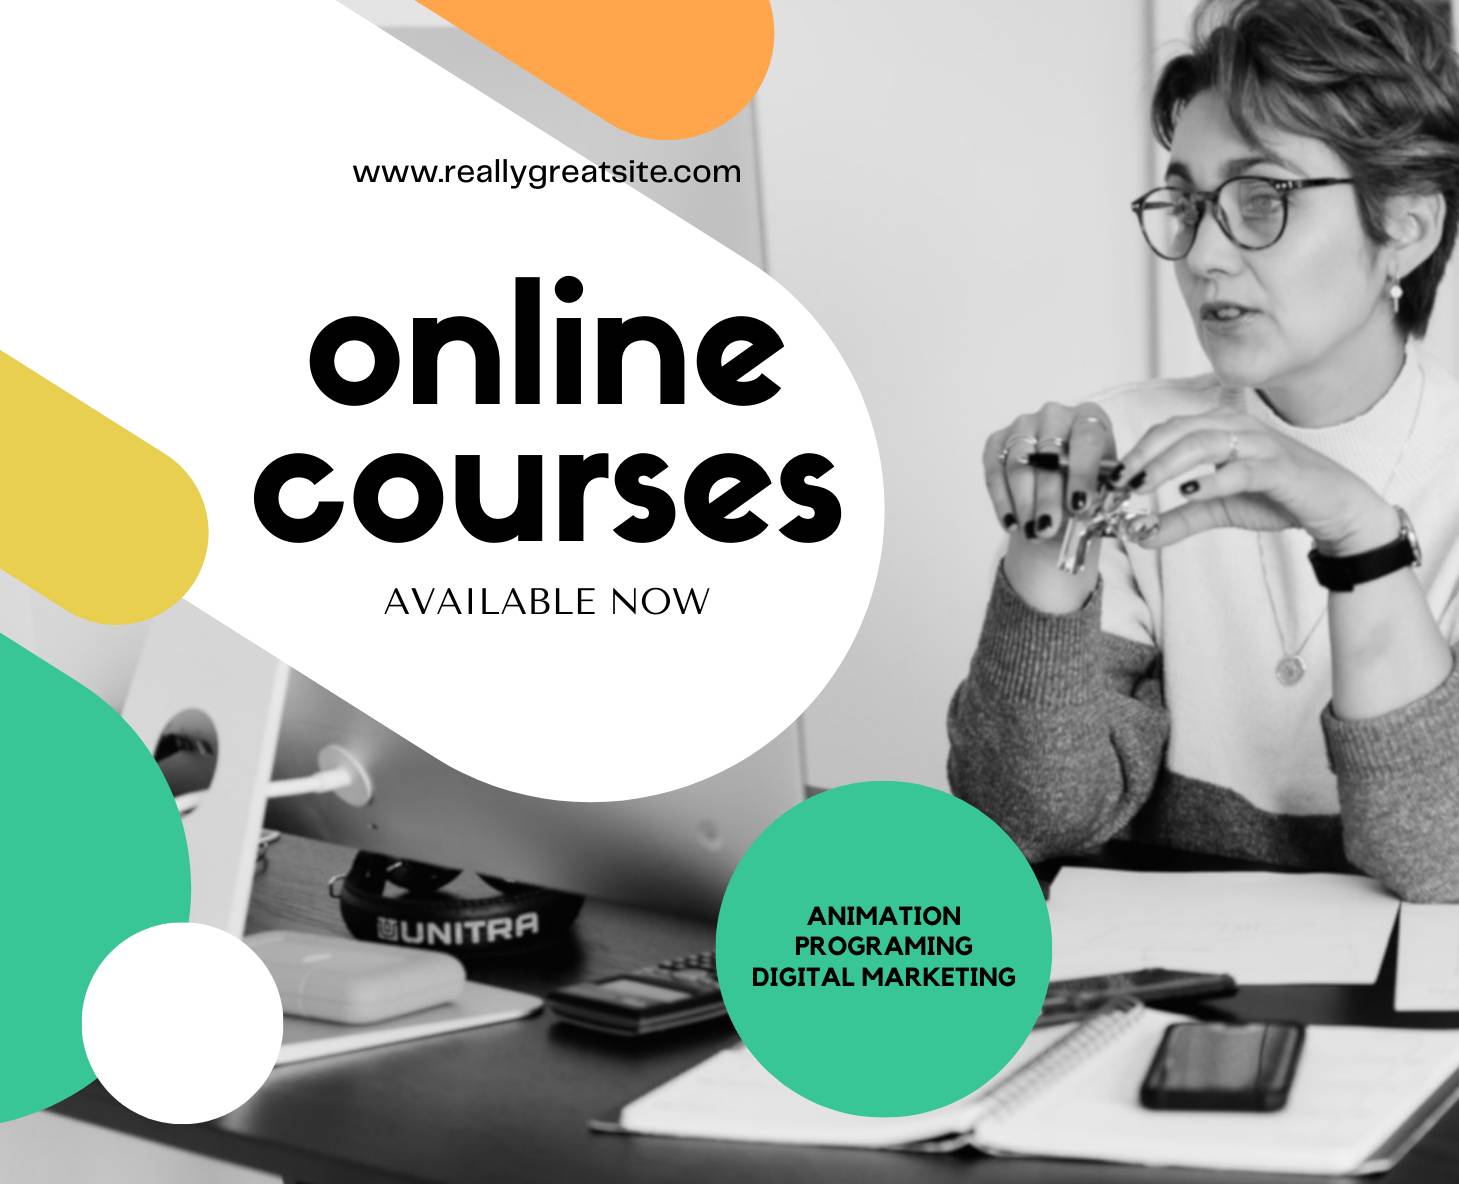 www.reallygreatsite.com
online
courses
AVAILABLE NOW
UNITRA
ANIMATION
PROGRAMING
DIGITAL MARKETING